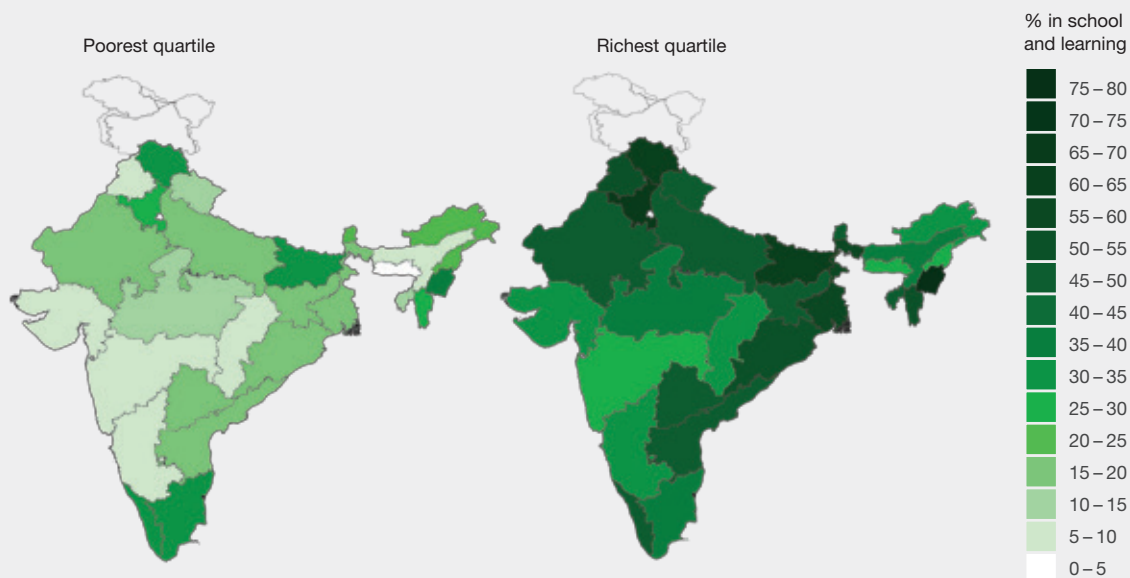 % in school
and learning
Poorest quartile
Richest quartile
75 – 80
70 – 75
65 – 70
60 – 65
55 – 60
50 – 55
45 – 50
40 – 45
35 – 40
30 – 35
25 – 30
20 – 25
15 – 20
10 – 15
5 – 10
0 – 5